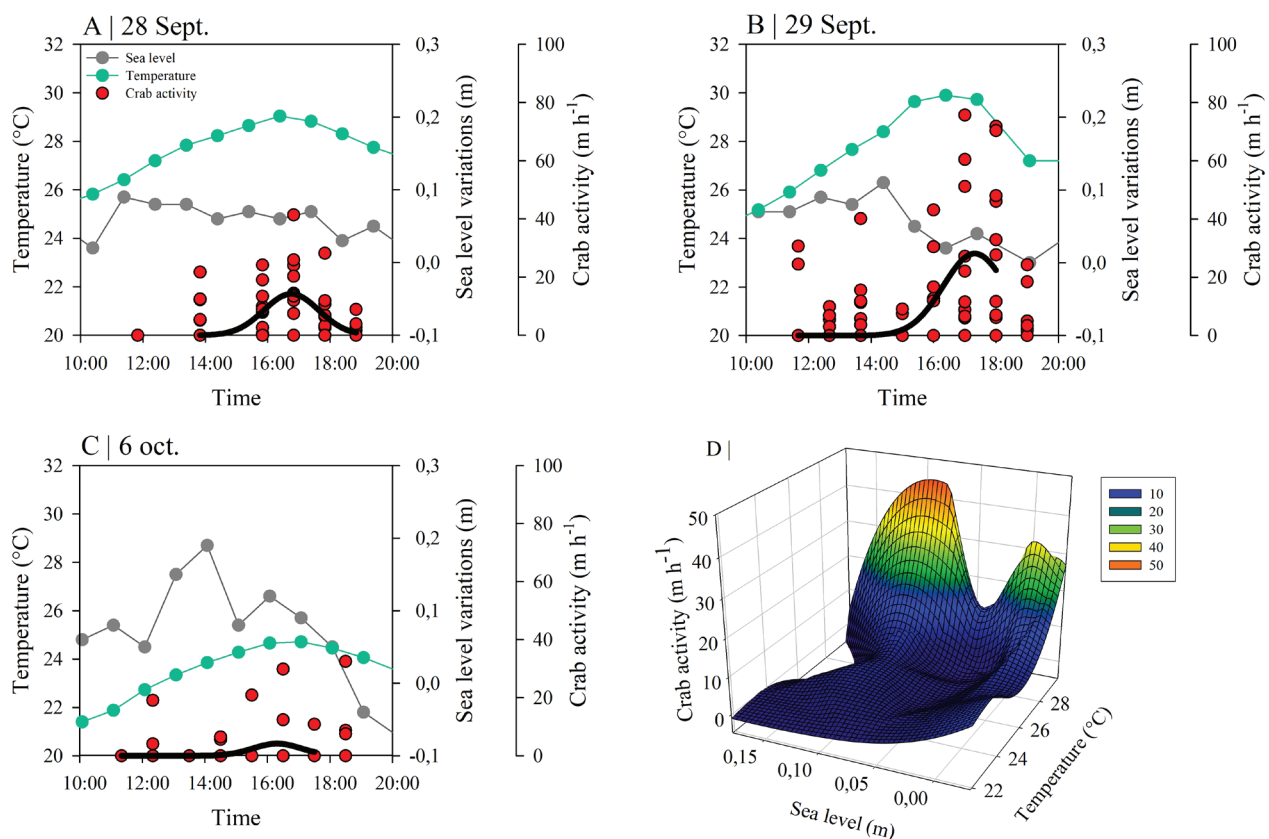 A | 28 Sept.
32
30
28
26
24
22
20
Temperature (°C)
Sea level
Temperature
Crab activity
0,3
0,2
0,1
0,0
-0,1
Sea level variations (m)
100
80
60
40
20
0
Crab activity (m h⁻¹)
10:00 12:00 14:00 16:00 18:00 20:00
Time
B | 29 Sept.
32
30
28
26
24
22
20
Temperature (°C)
0,3
0,2
0,1
0,0
-0,1
Sea level variations (m)
100
80
60
40
20
0
Crab activity (m h⁻¹)
10:00 12:00 14:00 16:00 18:00 20:00
Time
C | 6 oct.
32
30
28
26
24
22
20
Temperature (°C)
0,3
0,2
0,1
0,0
-0,1
Sea level variations (m)
100
80
60
40
20
0
Crab activity (m h⁻¹)
10:00 12:00 14:00 16:00 18:00 20:00
Time
D |
50
40
30
20
10
0
Crab activity (m h⁻¹)
0,15
0,10
0,05
0,00
Sea level (m)
22
24
26
28
Temperature (°C)
10
20
30
40
50